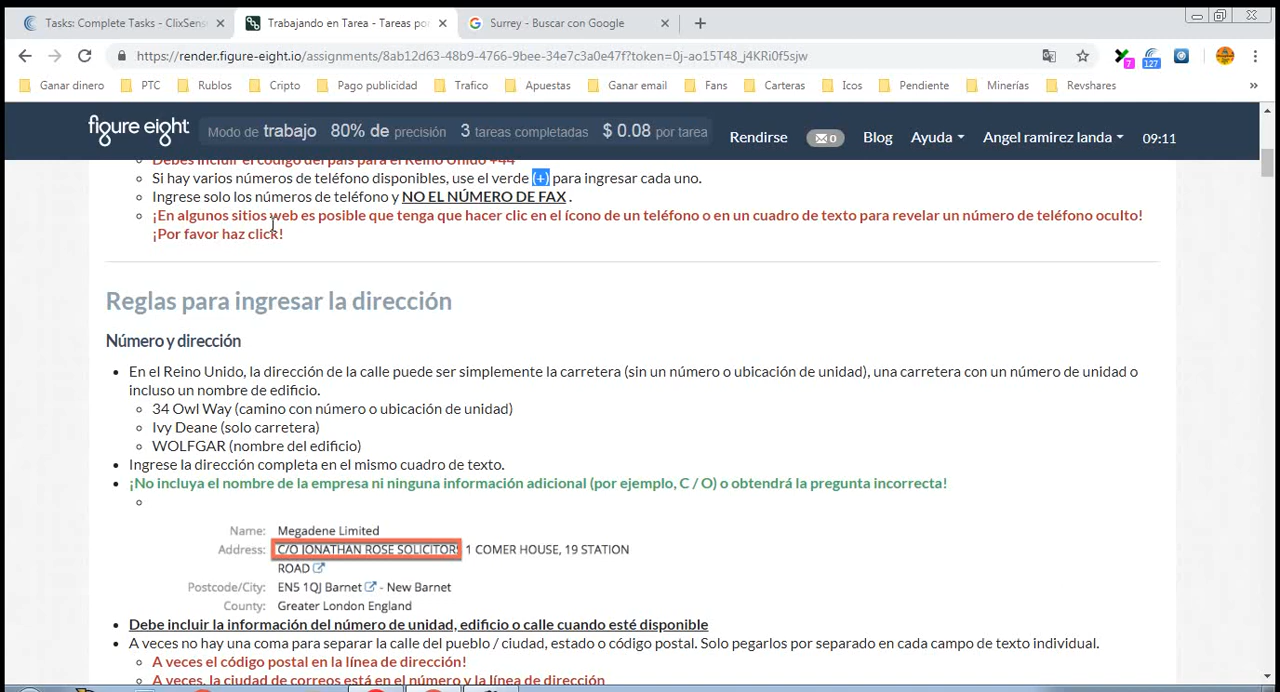 Tasks: Complete Tasks - ClixSens
Trabajando en Tarea - Tareas por
Surrey - Buscar con Google
https://render.figure-eight.io/assignments/8ab12d63-48b9-4766-9bee-34e7c3a0e47f?token=0j-ao15T48_j4KRi0f5sjw
7
127
Ganar dinero
PTC
Rublos
Cripto
Pago publicidad
Trafico
Apuestas
Ganar email
Fans
Carteras
Icos
Pendiente
Minerías
Revshares
»
figure eight
Modo de trabajo 80% de precisión 3 tareas completadas $ 0.08 por tarea
Rendirse
0
Blog
Ayuda
Angel ramirez landa
09:11
Debes incluir el código del país para el Reino Unido +44
Si hay varios números de teléfono disponibles, use el verde (+) para ingresar cada uno.
Ingrese solo los números de teléfono y NO EL NÚMERO DE FAX .
¡En algunos sitios web es posible que tenga que hacer clic en el ícono de un teléfono o en un cuadro de texto para revelar un número de teléfono oculto!
¡Por favor haz click!
Reglas para ingresar la dirección
Número y dirección
En el Reino Unido, la dirección de la calle puede ser simplemente la carretera (sin un número o ubicación de unidad), una carretera con un número de unidad o
incluso un nombre de edificio.
34 Owl Way (camino con número o ubicación de unidad)
Ivy Deane (solo carretera)
WOLFGAR (nombre del edificio)
Ingrese la dirección completa en el mismo cuadro de texto.
¡No incluya el nombre de la empresa ni ninguna información adicional (por ejemplo, C / O) o obtendrá la pregunta incorrecta!
Name: Megadene Limited
Address: C/O JONATHAN ROSE SOLICITORS 1 COMER HOUSE, 19 STATION
ROAD
Postcode/City: EN5 1QJ Barnet - New Barnet
County: Greater London England
Debe incluir la información del número de unidad, edificio o calle cuando esté disponible
A veces no hay una coma para separar la calle del pueblo / ciudad, estado o código postal. Solo pegarlos por separado en cada campo de texto individual.
A veces el código postal en la línea de dirección!
A veces, la ciudad de correos está en el número y la línea de dirección